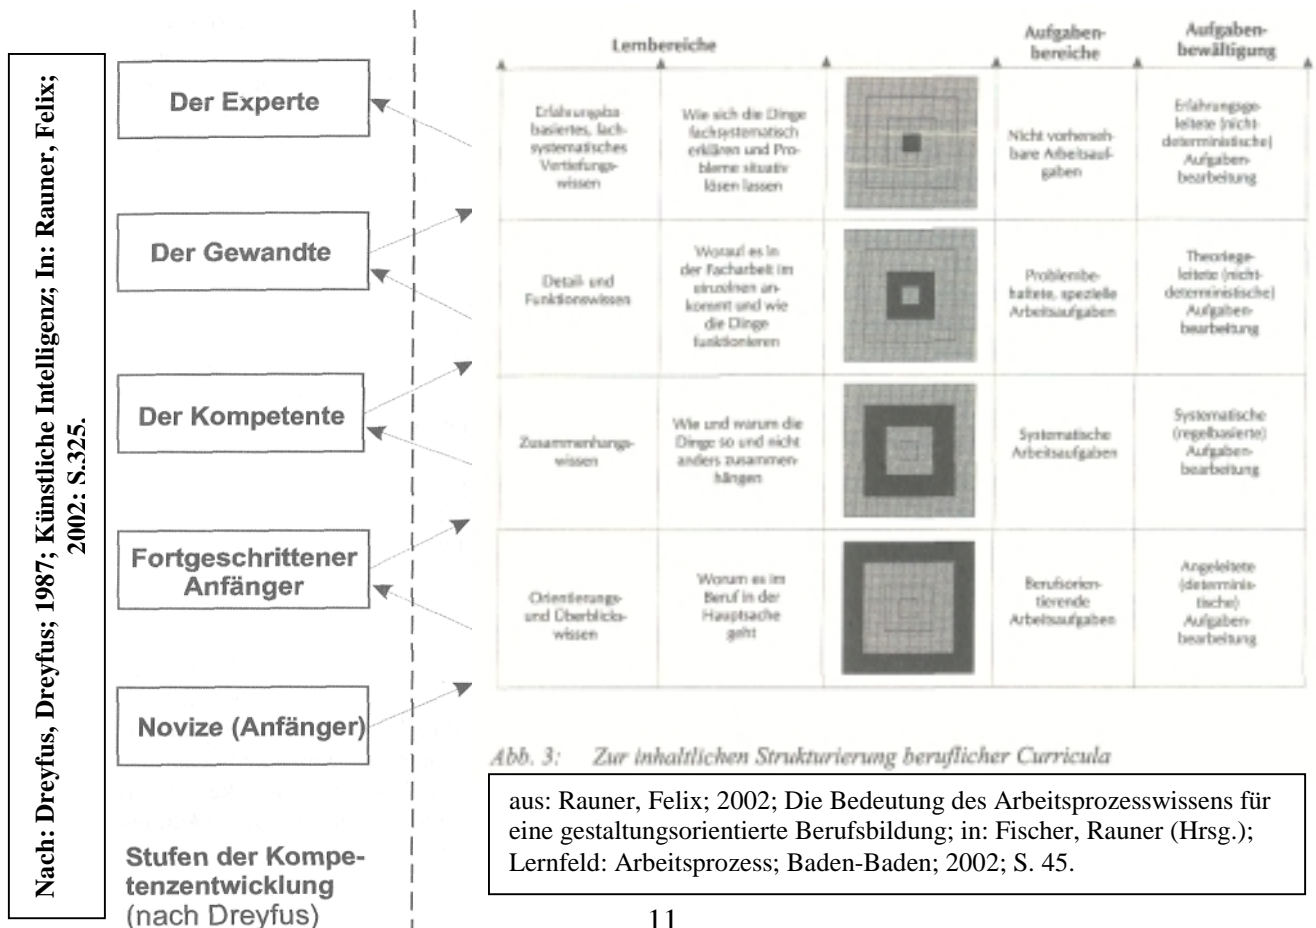 Nach: Dreyfus, Dreyfus; 1987; Künstliche Intelligenz; In: Rauner, Felix;
2002: S.325.
Der Experte
Der Gewandte
Der Kompetente
Fortgeschrittener
Anfänger
Novize (Anfänger)
Stufen der Kompe-
tenzentwicklung
(nach Dreyfus)
Lernbereiche
Aufgaben-
bereiche
Aufgaben-
bewältigung
basiertes, fach-
systematisches
Vertiefungs-
wissen
Wie sich die Dinge
fachsystematisch
erklären und Pro-
bleme situativ
lösen lassen
Nicht vorherseh-
bare Arbeitsauf-
gaben
Erfahrungsge-
leitete (nicht-
deterministische)
Aufgaben-
bearbeitung
Detail- und
Funktionswissen
Worauf es in
der Facharbeit im
einzelnen an-
kommt und wie
die Dinge
funktionieren
Problembe-
haftete, spezielle
Arbeitsaufgaben
Theoriege-
leitete (nicht-
deterministische)
Aufgaben-
bearbeitung
Zusammenhangs-
wissen
Wie und warum die
Dinge so und nicht
anders zusammen-
hängen
Systematische
Arbeitsaufgaben
Systematische
(regelbasierte)
Aufgaben-
bearbeitung
Orientierungs-
und Überblicks-
wissen
Worum es im
Beruf in der
Hauptsache
geht
Berufsorien-
tierende
Arbeitsaufgaben
Angeleitete
(determinis-
tische)
Aufgaben-
bearbeitung
Abb. 3: Zur inhaltlichen Strukturierung beruflicher Curricula
aus: Rauner, Felix; 2002; Die Bedeutung des Arbeitsprozesswissens für
eine gestaltungsorientierte Berufsbildung; in: Fischer, Rauner (Hrsg.);
Lernfeld: Arbeitsprozess; Baden-Baden; 2002; S. 45.
11